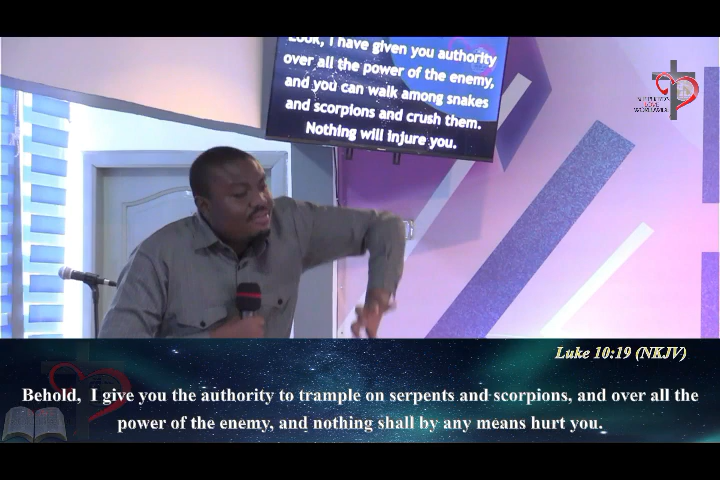 Look, I have given you authority
over all the power of the enemy,
and you can walk among snakes
and scorpions and crush them.
Nothing will injure you.
LOVE
WORLDWIDE
Luke 10:19 (NKJV)
Behold, I give you the authority to trample on serpents and scorpions, and over all the
power of the enemy, and nothing shall by any means hurt you.